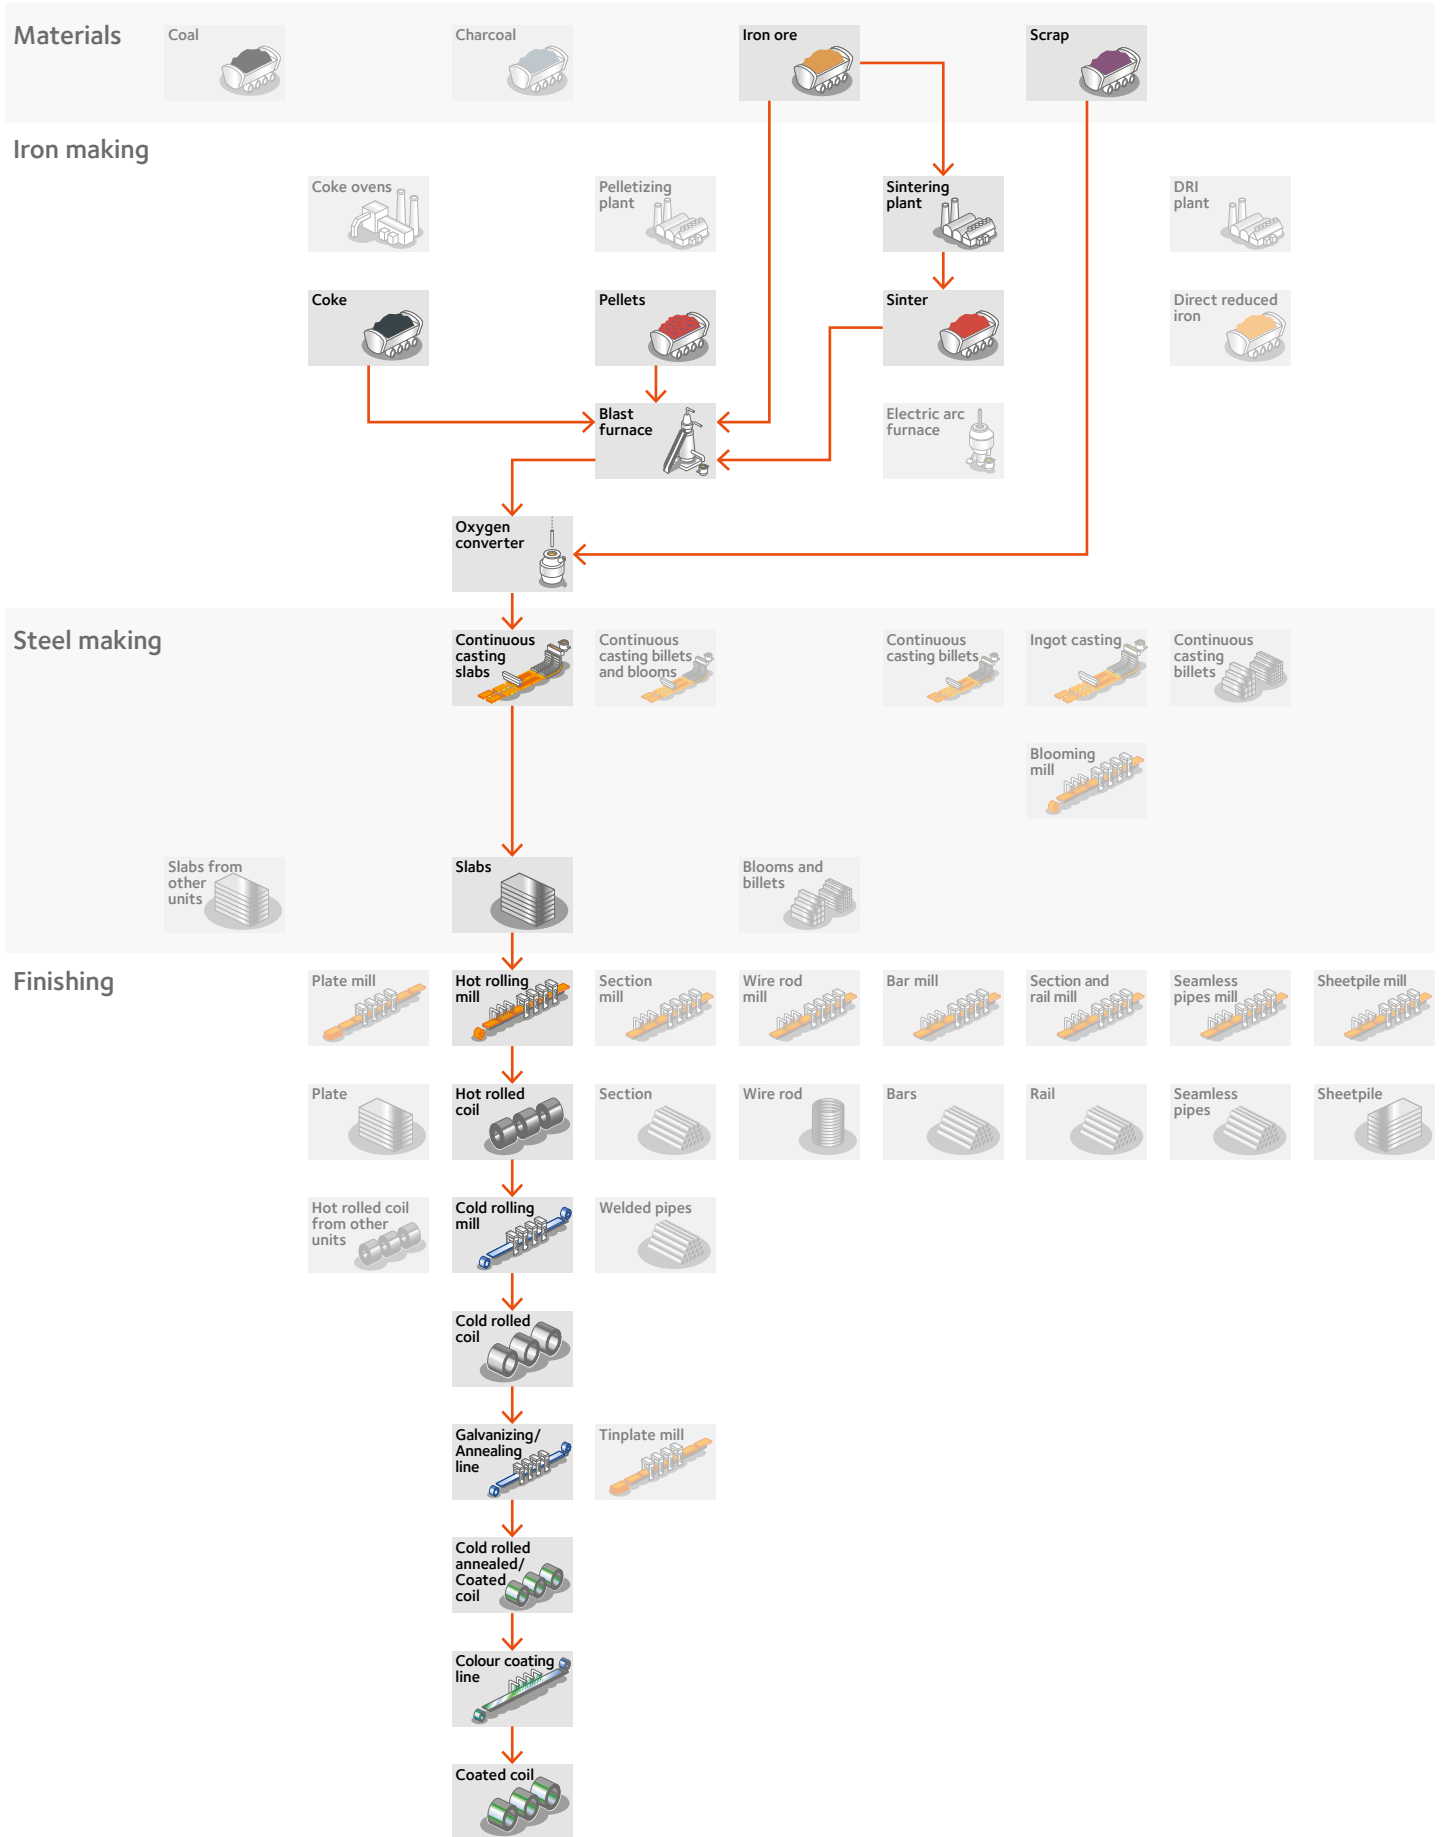 Materials
Coal
Charcoal
Iron ore
Scrap
Iron making
Coke ovens
Pelletizing
plant
Sintering
plant
DRI
plant
Coke
Pellets
Sinter
Direct reduced
iron
Blast
furnace
Electric arc
furnace
Oxygen
converter
Steel making
Continuous
casting
slabs
Continuous
casting billets
and blooms
Continuous
casting billets
Ingot casting
Continuous
casting
billets
Blooming
mill
Slabs from
other
units
Slabs
Blooms and
billets
Finishing
Plate mill
Hot rolling
mill
Section
mill
Wire rod
mill
Bar mill
Section and
rail mill
Seamless
pipes mill
Sheetpile mill
Plate
Hot rolled
coil
Section
Wire rod
Bars
Rail
Seamless
pipes
Sheetpile
Hot rolled coil
from other
units
Cold rolling
mill
Welded pipes
Cold rolled
coil
Galvanizing/
Annealing
line
Tinplate mill
Cold rolled
annealed/
Coated
coil
Colour coating
line
Coated coil